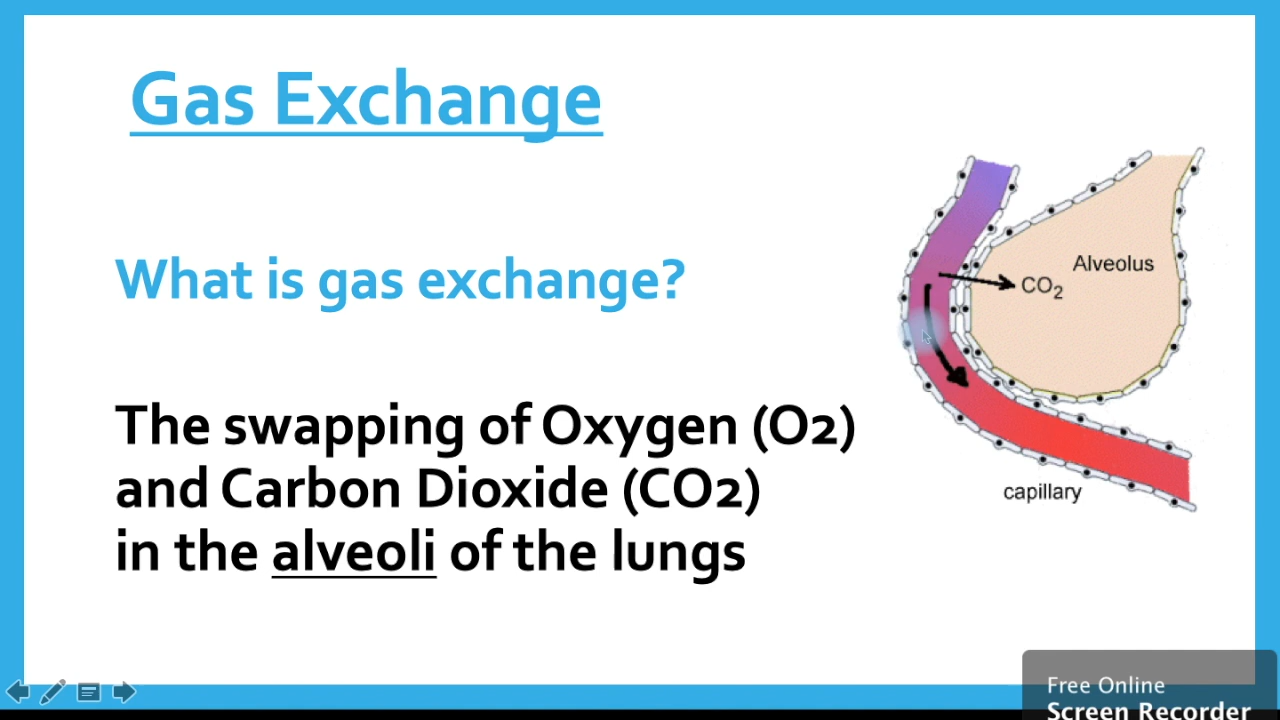 Gas Exchange
What is gas exchange?
The swapping of Oxygen (O2)
and Carbon Dioxide (CO2)
in the alveoli of the lungs
Alveolus
CO₂
capillary
Free Online
Screen Recorder